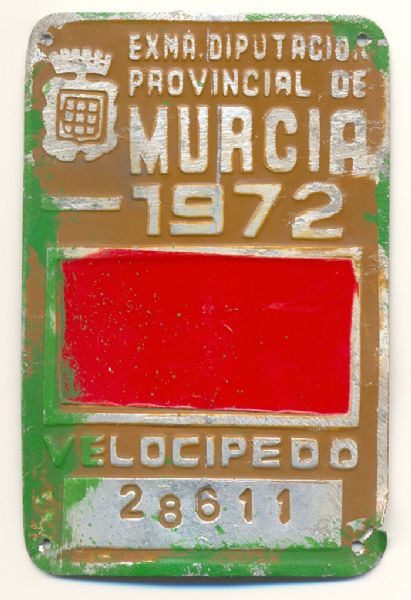 EXMA. DIPUTACION
PROVINCIAL DE
MURCIA
1972
VELOCIPEDO
28611